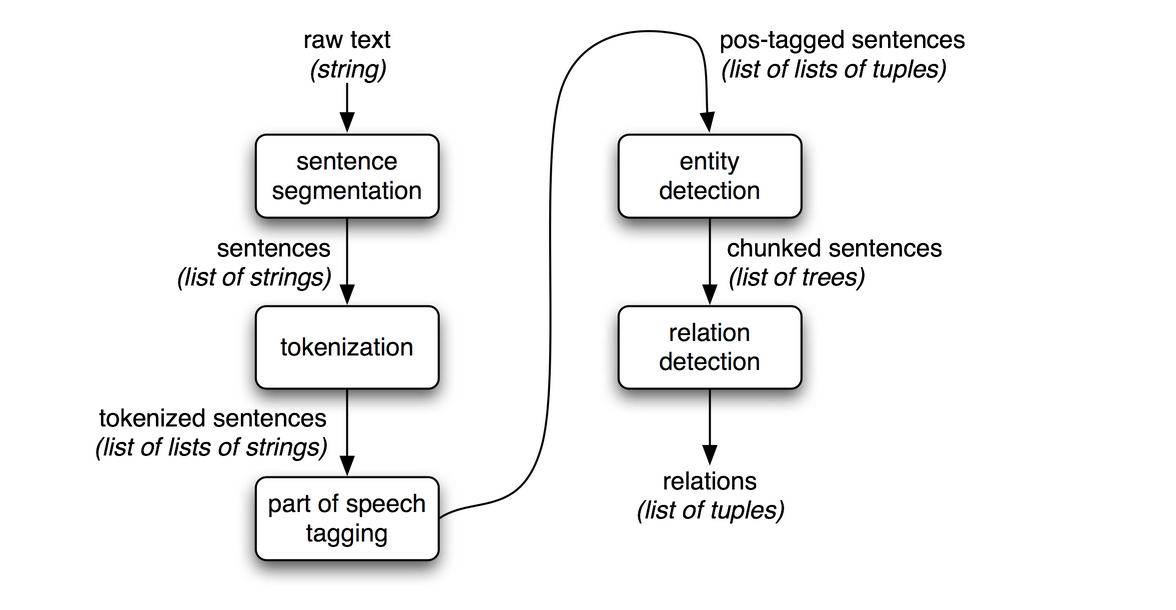 raw text
(string)
sentence
segmentation
sentences
(list of strings)
tokenization
tokenized sentences
(list of lists of strings)
part of speech
tagging
pos-tagged sentences
(list of lists of tuples)
entity
detection
chunked sentences
(list of trees)
relation
detection
relations
(list of tuples)